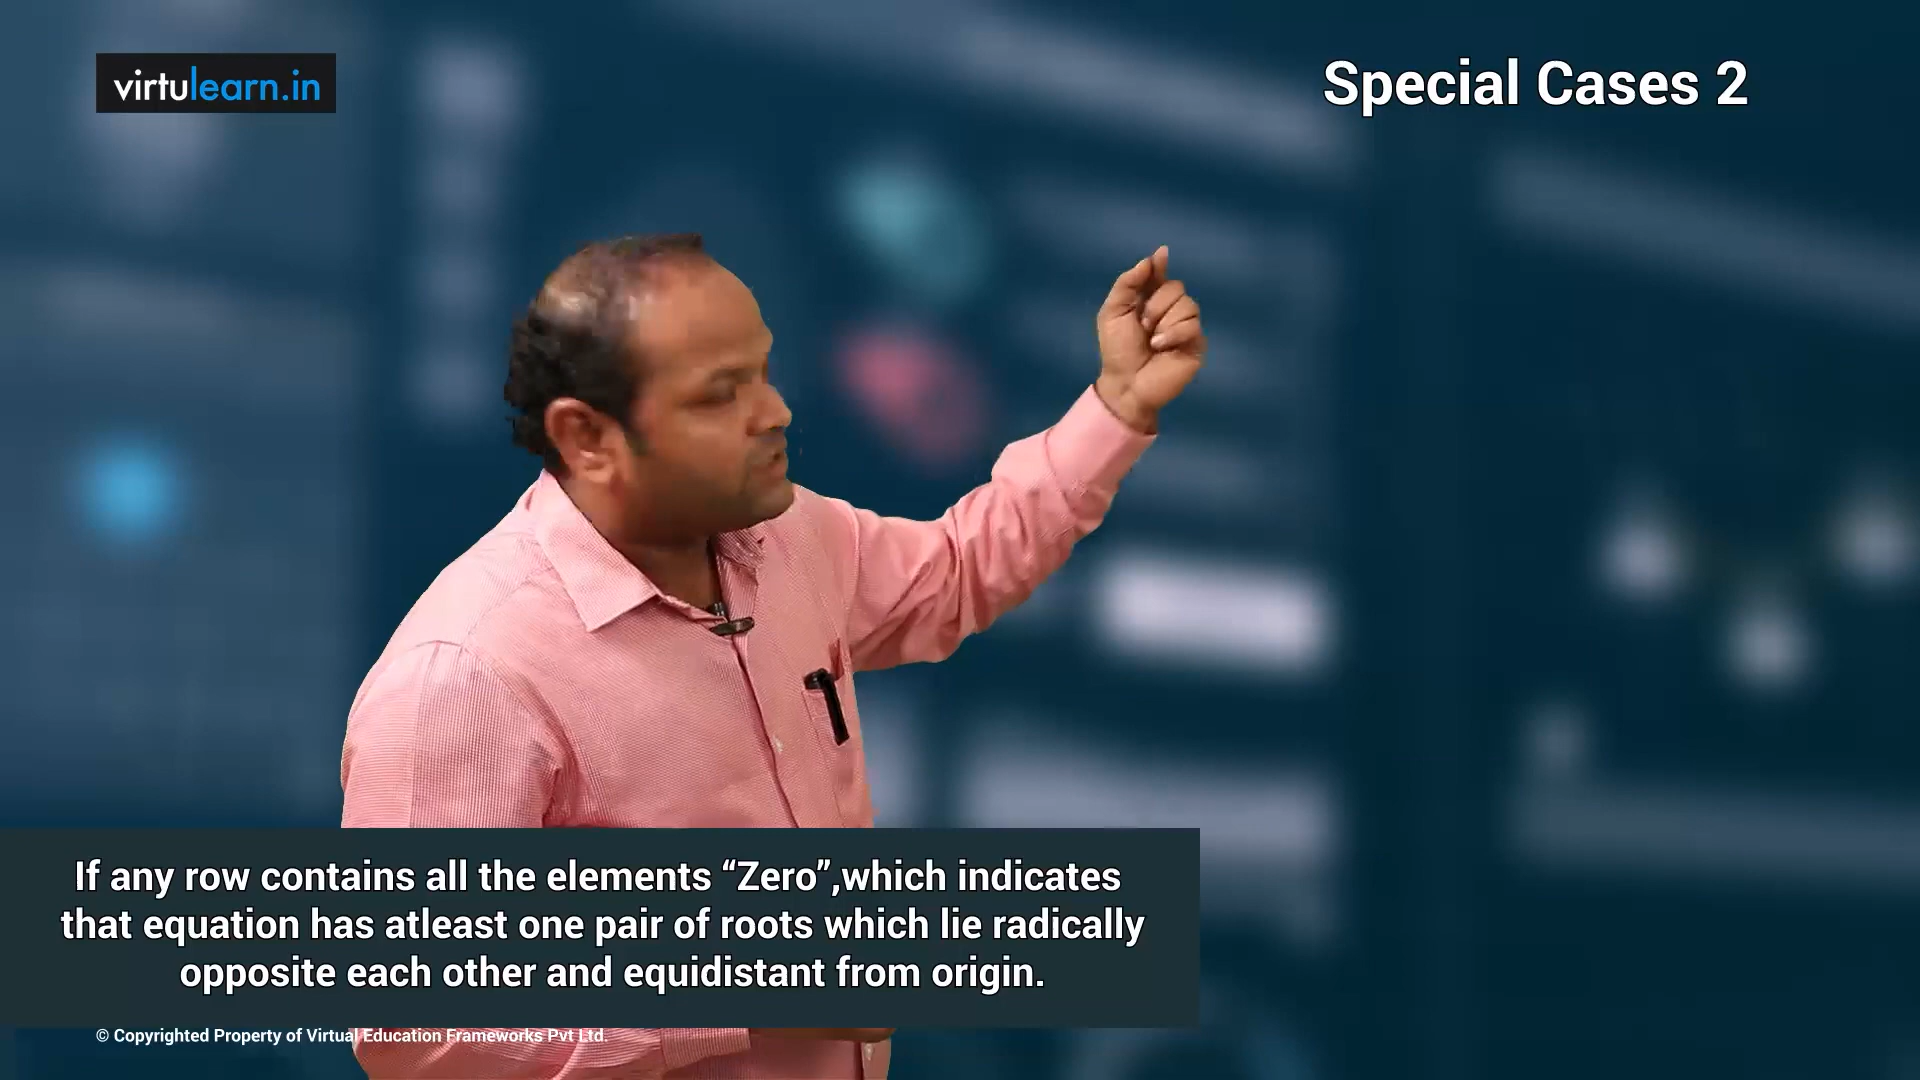 virtulearn.in
Special Cases 2
If any row contains all the elements “Zero”,which indicates
that equation has atleast one pair of roots which lie radically
opposite each other and equidistant from origin.
© Copyrighted Property of Virtual Education Frameworks Pvt Ltd.